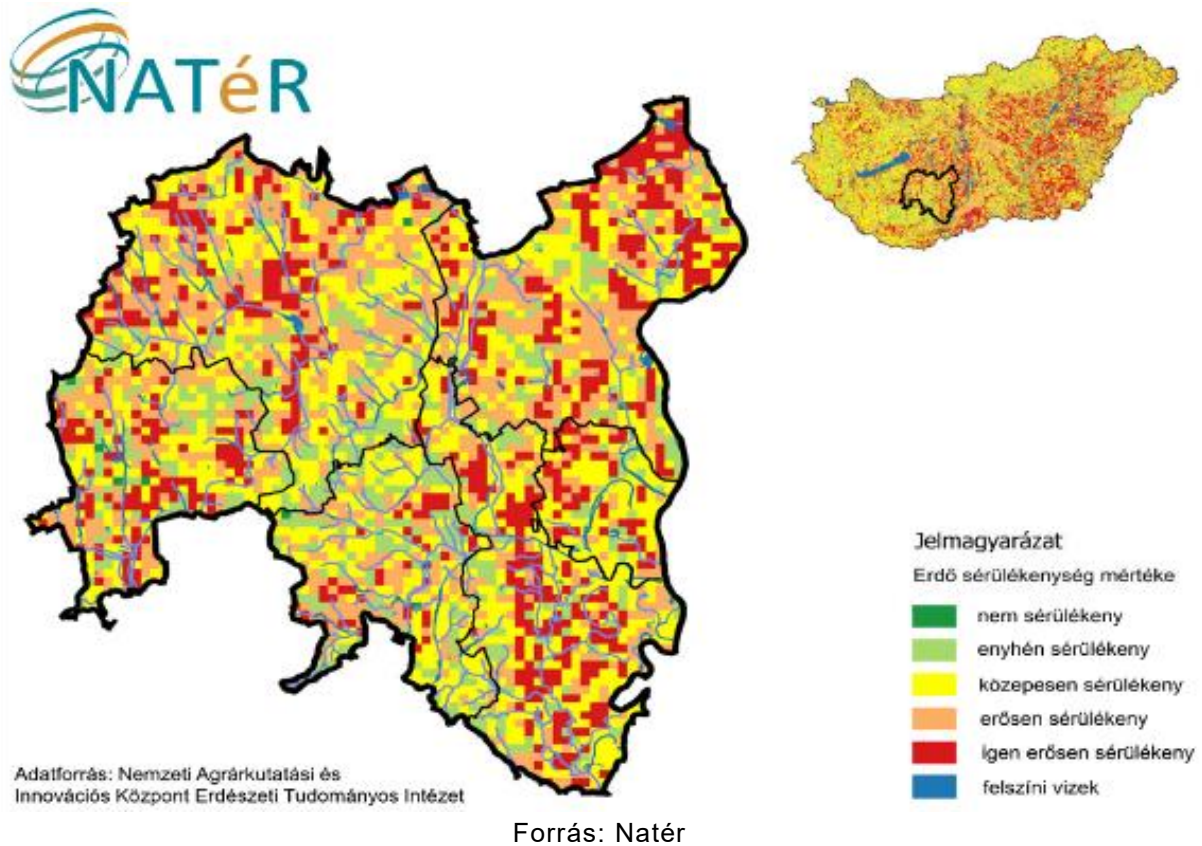 NATéR
Jelmagyarázat
Erdő sérülékenység mértéke
nem sérülékeny
enyhén sérülékeny
közepesen sérülékeny
erősen sérülékeny
igen erősen sérülékeny
felszíni vizek
Adatforrás: Nemzeti Agrárkutatási és
Innovációs Központ Erdészeti Tudományos Intézet
Forrás: Natér